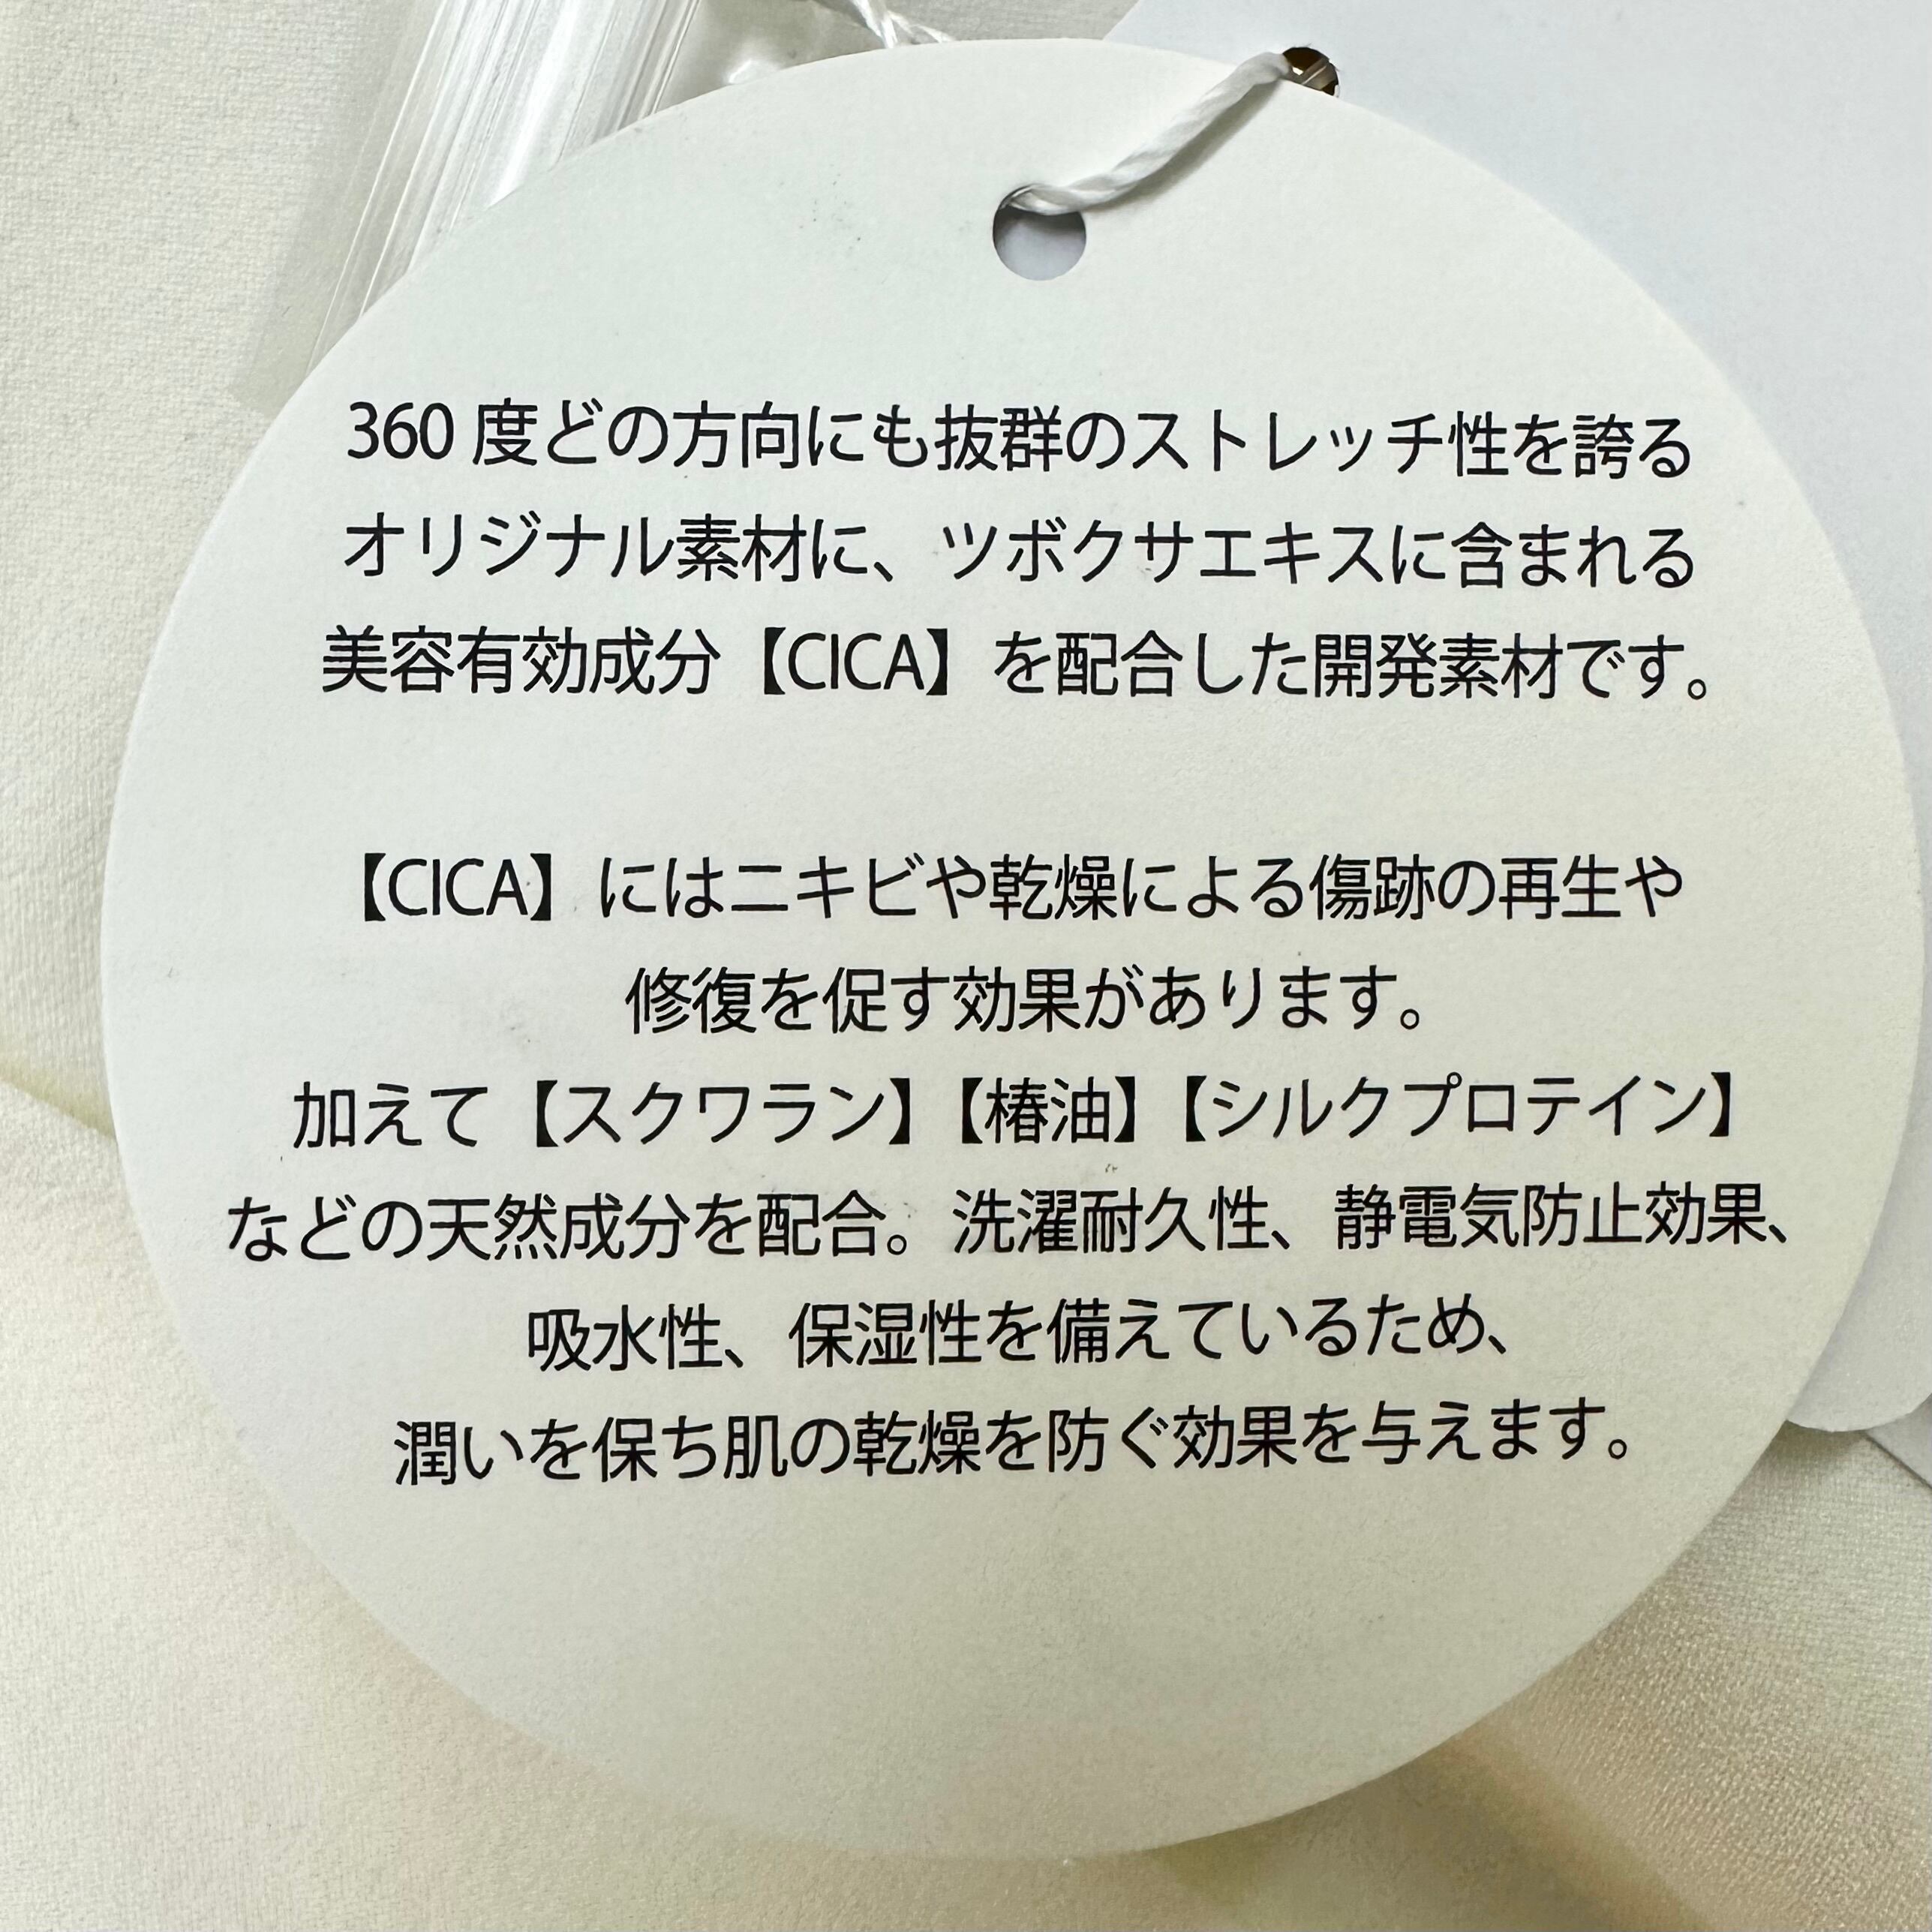 360 度どの方向にも抜群のストレッチ性を誇る
オリジナル素材に、ツボクサエキスに含まれる
美容有効成分【CICA】を配合した開発素材です。
【CICA】にはニキビや乾燥による傷跡の再生や
修復を促す効果があります。
加えて【スクワラン】【椿油】【シルクプロテイン】
などの天然成分を配合。洗濯耐久性、静電気防止効果、
吸水性、保湿性を備えているため、
潤いを保ち肌の乾燥を防ぐ効果を与えます。